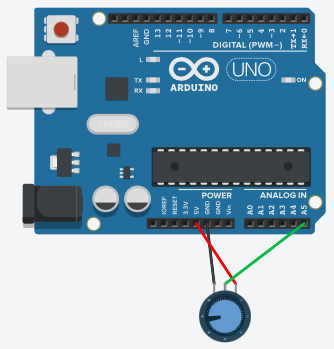 AREF
GND
13
12
~11
~10
~9
8
7
~6
~5
4
~3
2
TX→1
RX←0
DIGITAL (PWM~)
L
TX
RX
ARDUINO
UNO
ON
POWER
ANALOG IN
IOREF
RESET
3.3V
5V
GND
GND
Vin
A0
A1
A2
A3
A4
A5